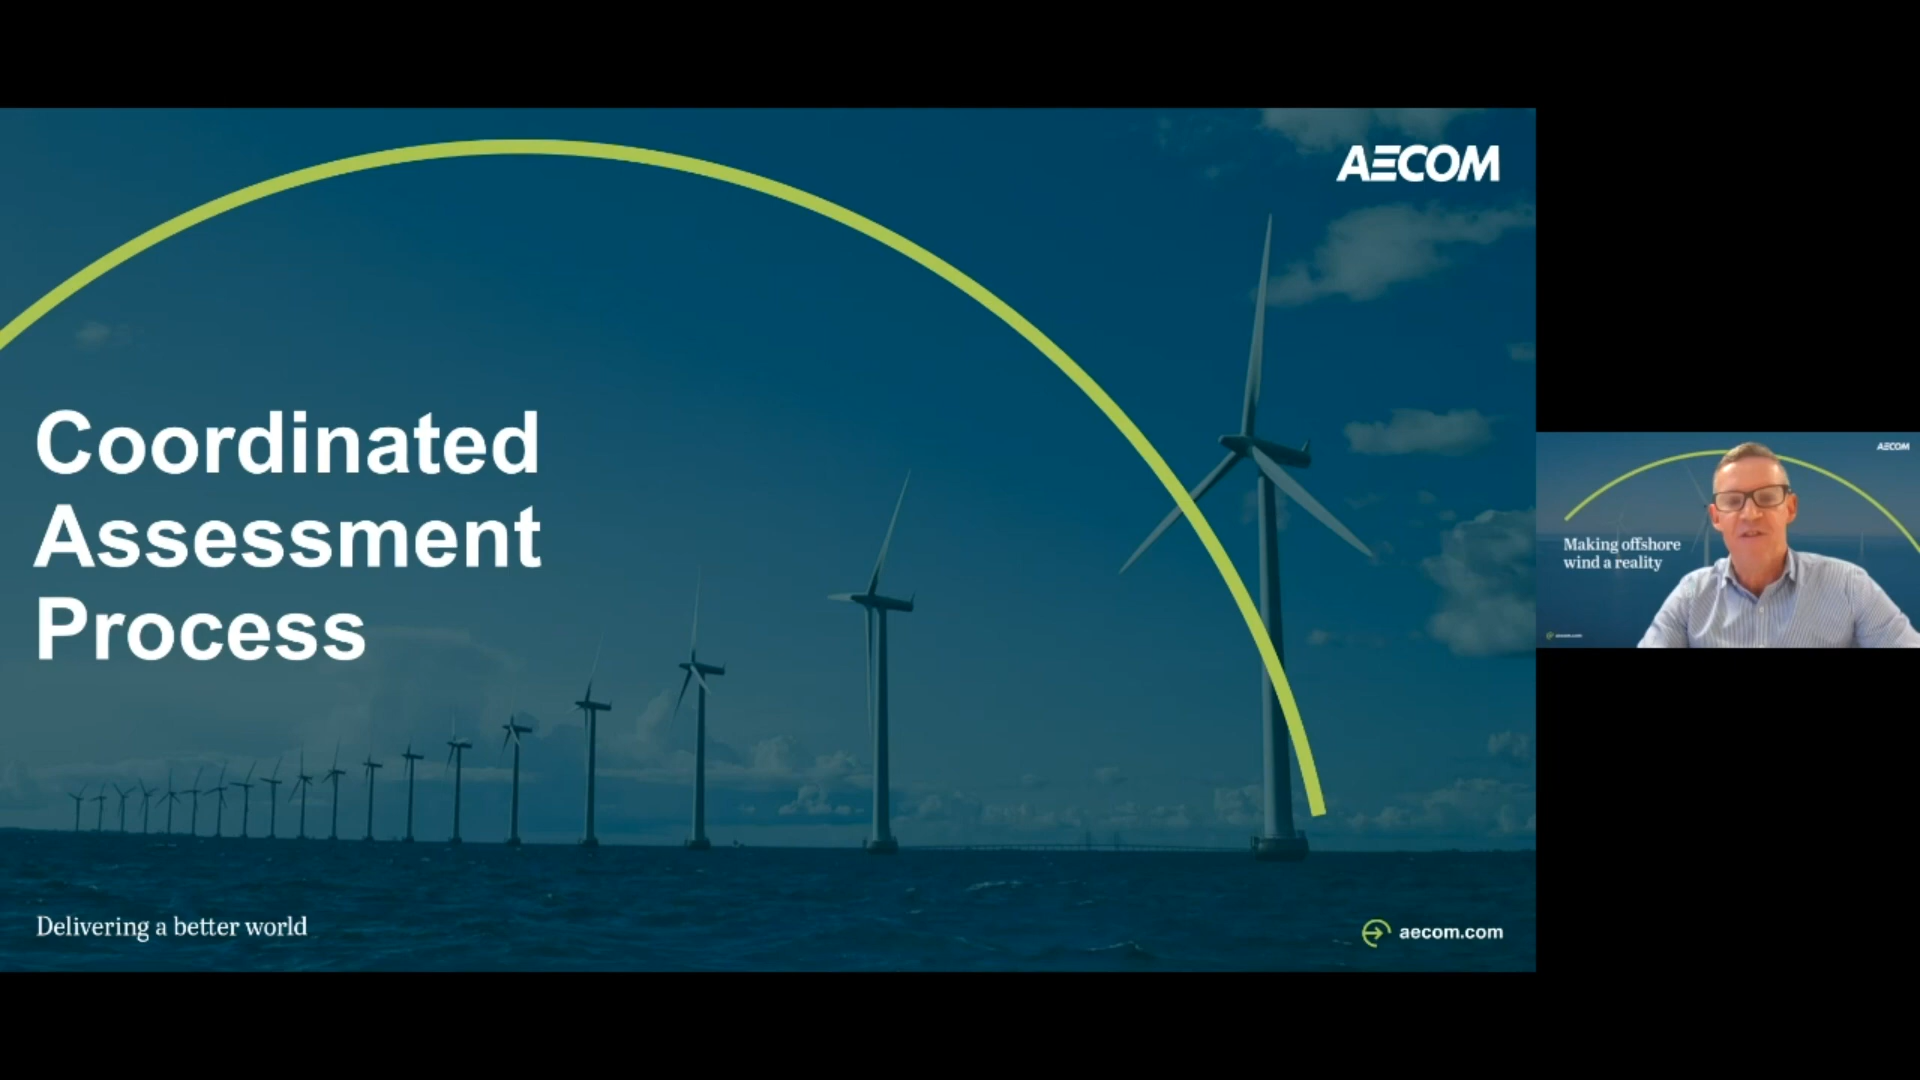 AECOM
Coordinated
Assessment
Process
Delivering a better world
aecom.com
AECOM
Making offshore
wind a reality